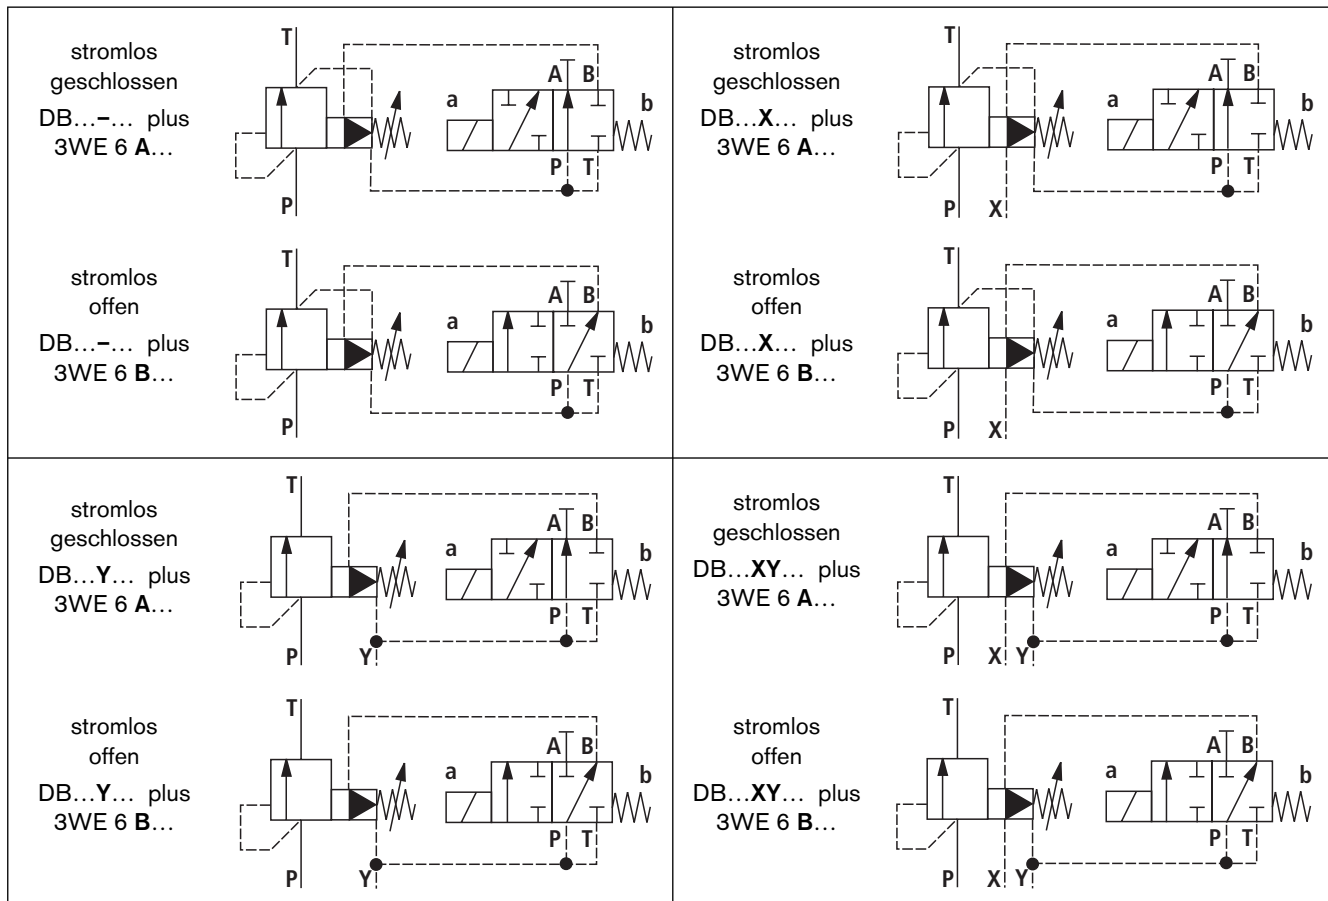 stromlos
geschlossen
DB...–... plus
3WE 6 A...
T
P
a
A B
P T
b
stromlos
geschlossen
DB...X... plus
3WE 6 A...
T
P X
a
A B
P T
b
stromlos
offen
DB...–... plus
3WE 6 B...
T
P
a
A B
P T
b
stromlos
offen
DB...X... plus
3WE 6 B...
T
P X
a
A B
P T
b
stromlos
geschlossen
DB...Y... plus
3WE 6 A...
T
P Y
a
A B
P T
b
stromlos
geschlossen
DB...XY... plus
3WE 6 A...
T
P X Y
a
A B
P T
b
stromlos
offen
DB...Y... plus
3WE 6 B...
T
P Y
a
A B
P T
b
stromlos
offen
DB...XY... plus
3WE 6 B...
T
P X Y
a
A B
P T
b